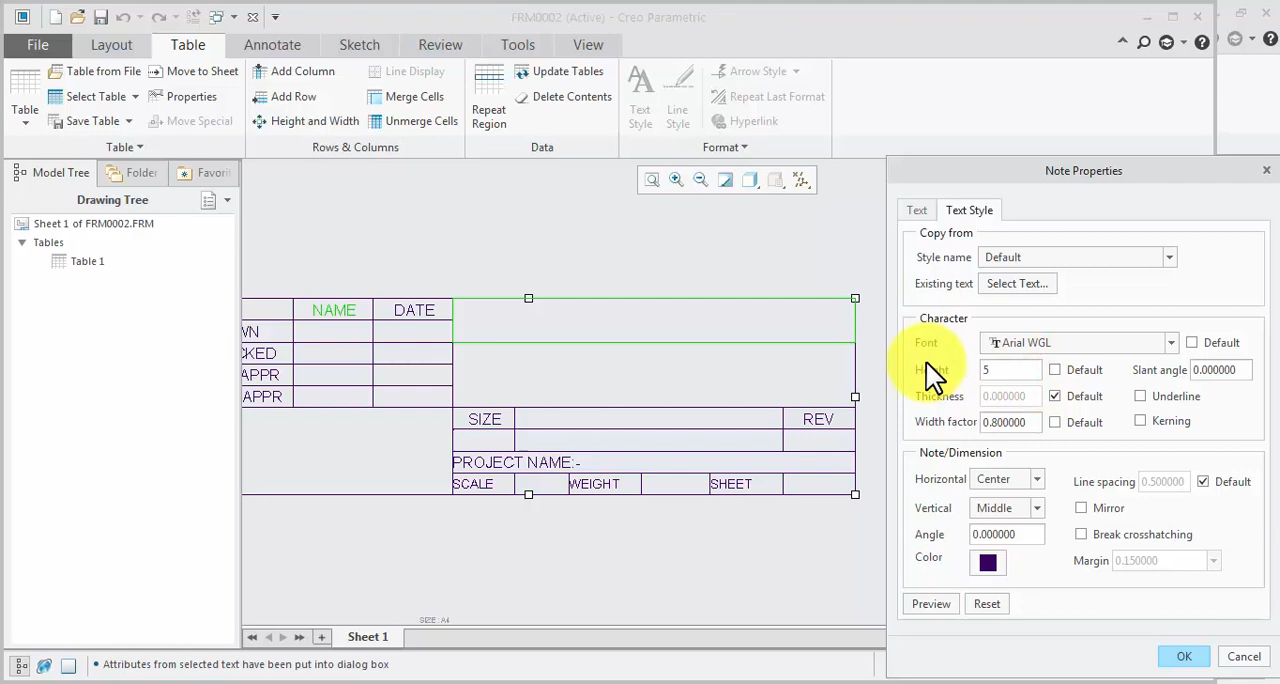 FRM0002 (Active) - Creo Parametric
File Layout Table Annotate Sketch Review Tools View
Table
Table from File
Select Table
Save Table
Move to Sheet
Properties
Move Special
Table
Add Column
Add Row
Height and Width
Line Display
Merge Cells
Unmerge Cells
Rows & Columns
Repeat
Region
Update Tables
Delete Contents
Data
Text
Style
Line
Style
Arrow Style
Repeat Last Format
Hyperlink
Format
Model Tree Folder Favori
Drawing Tree
Sheet 1 of FRM0002.FRM
Tables
Table 1
NAME DATE
WN
CKED
APPR
APPR
SIZE REV
PROJECT NAME:-
SCALE WEIGHT SHEET
SIZE : A4
Sheet 1
• Attributes from selected text have been put into dialog box
Note Properties
Text Text Style
Copy from
Style name Default
Existing text Select Text...
Character
Font Arial WGL Default
Height 5 Default Slant angle 0.000000
Thickness 0.000000 Default Underline
Width factor 0.800000 Default Kerning
Note/Dimension
Horizontal Center Line spacing 0.500000 Default
Vertical Middle Mirror
Angle 0.000000 Break crosshatching
Color Margin 0.150000
Preview Reset
OK Cancel